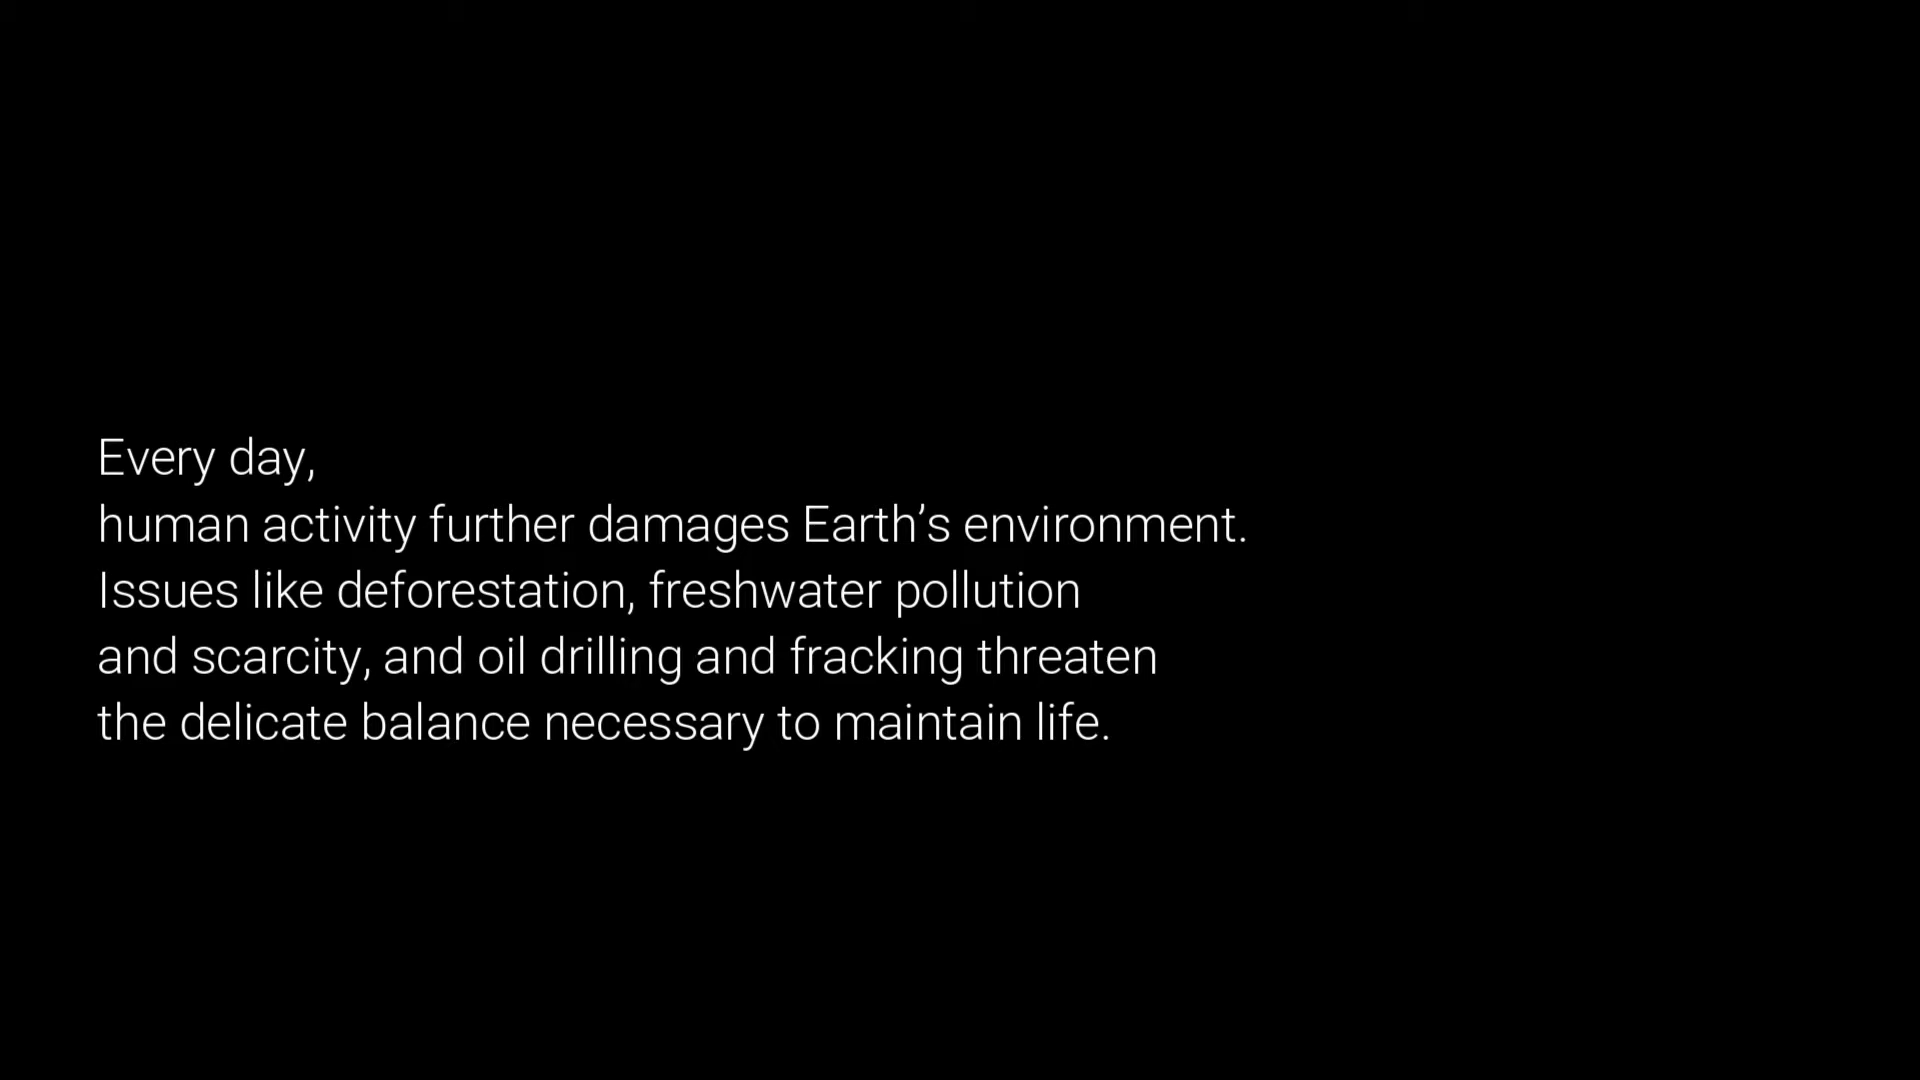 Every day,
human activity further damages Earth’s environment.
Issues like deforestation, freshwater pollution
and scarcity, and oil drilling and fracking threaten
the delicate balance necessary to maintain life.